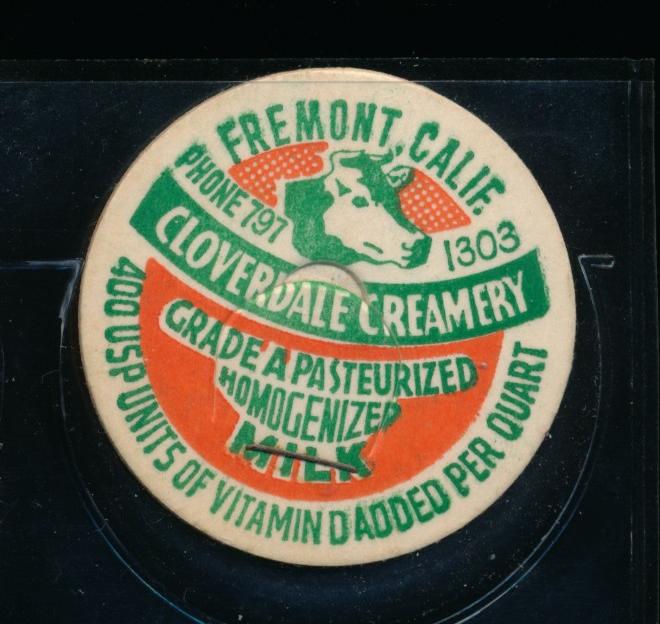 FREMONT, CALIF.
PHONE 797 1303
CLOVERDALE CREAMERY
GRADE A PASTEURIZED
HOMOGENIZED
MILK
400 USP UNITS OF VITAMIN D ADDED PER QUART